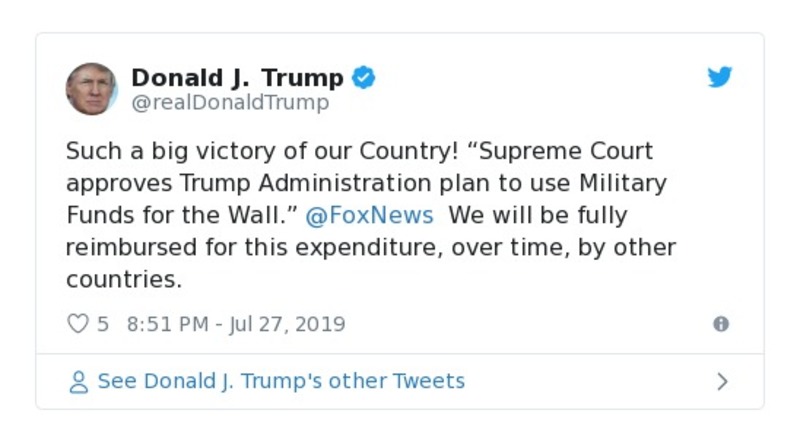 Donald J. Trump
@realDonaldTrump
Such a big victory of our Country! “Supreme Court
approves Trump Administration plan to use Military
Funds for the Wall.” @FoxNews  We will be fully
reimbursed for this expenditure, over time, by other
countries.
5 8:51 PM - Jul 27, 2019
See Donald J. Trump's other Tweets